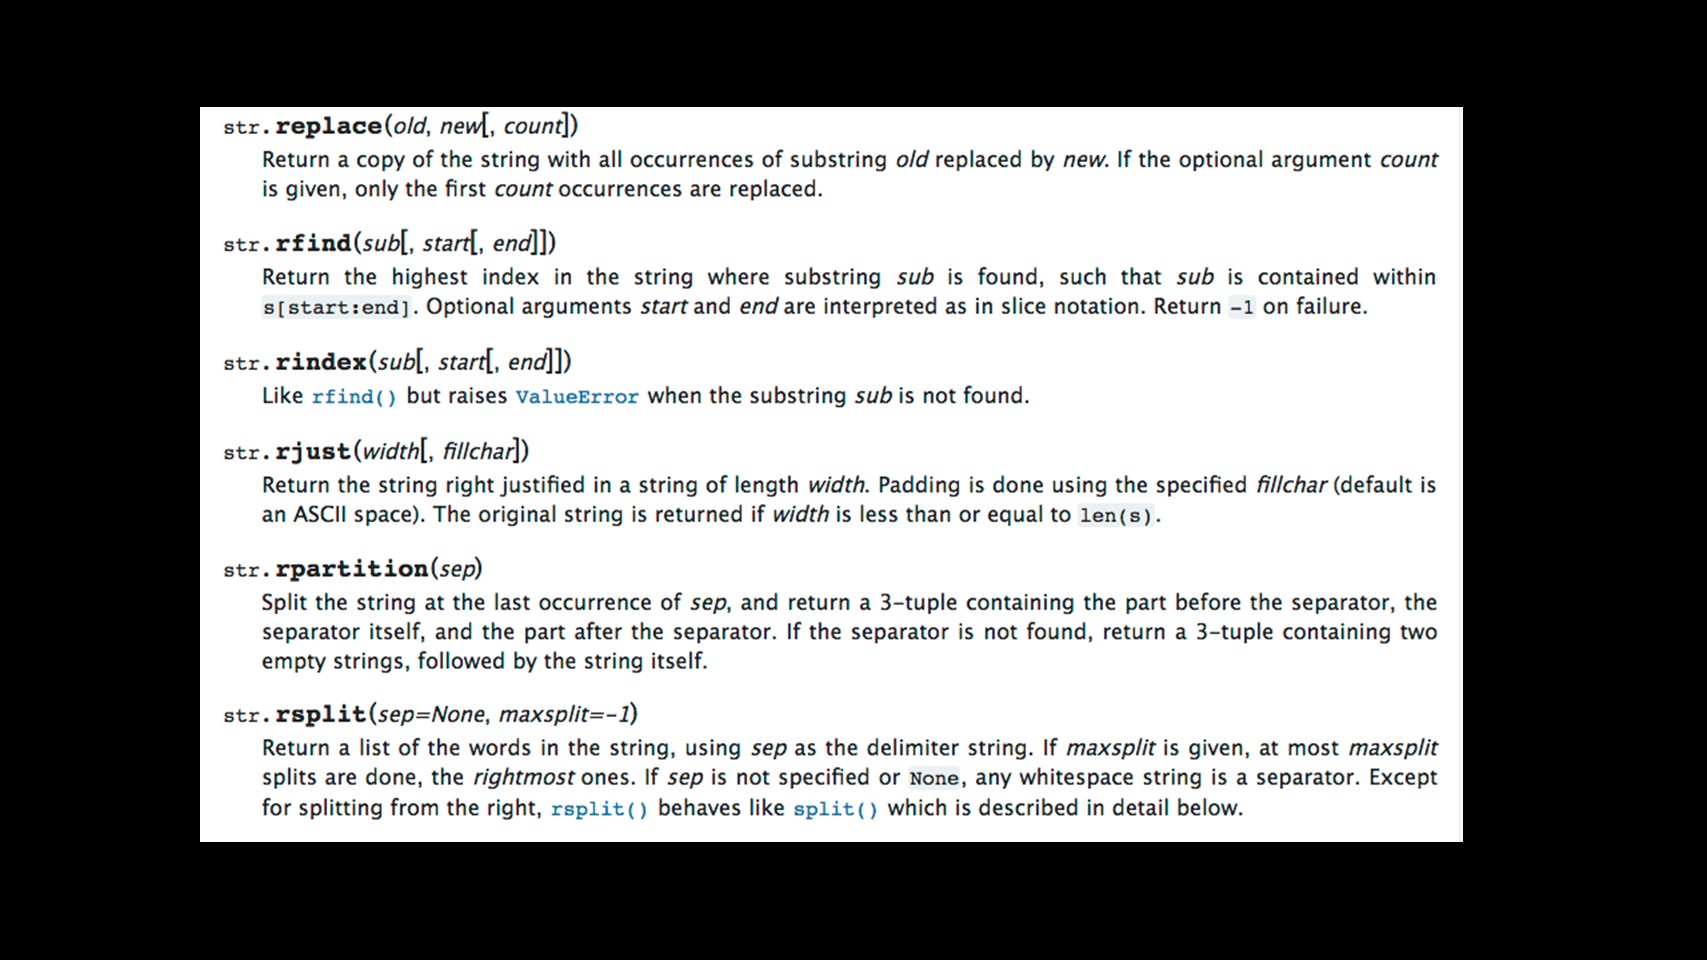 str.replace(old, new[, count])
Return a copy of the string with all occurrences of substring old replaced by new. If the optional argument count
is given, only the first count occurrences are replaced.
str.rfind(sub[, start[, end]])
Return the highest index in the string where substring sub is found, such that sub is contained within
s[start:end]. Optional arguments start and end are interpreted as in slice notation. Return -1 on failure.
str.rindex(sub[, start[, end]])
Like rfind() but raises ValueError when the substring sub is not found.
str.rjust(width[, fillchar])
Return the string right justified in a string of length width. Padding is done using the specified fillchar (default is
an ASCII space). The original string is returned if width is less than or equal to len(s).
str.rpartition(sep)
Split the string at the last occurrence of sep, and return a 3-tuple containing the part before the separator, the
separator itself, and the part after the separator. If the separator is not found, return a 3-tuple containing two
empty strings, followed by the string itself.
str.rsplit(sep=None, maxsplit=-1)
Return a list of the words in the string, using sep as the delimiter string. If maxsplit is given, at most maxsplit
splits are done, the rightmost ones. If sep is not specified or None, any whitespace string is a separator. Except
for splitting from the right, rsplit() behaves like split() which is described in detail below.